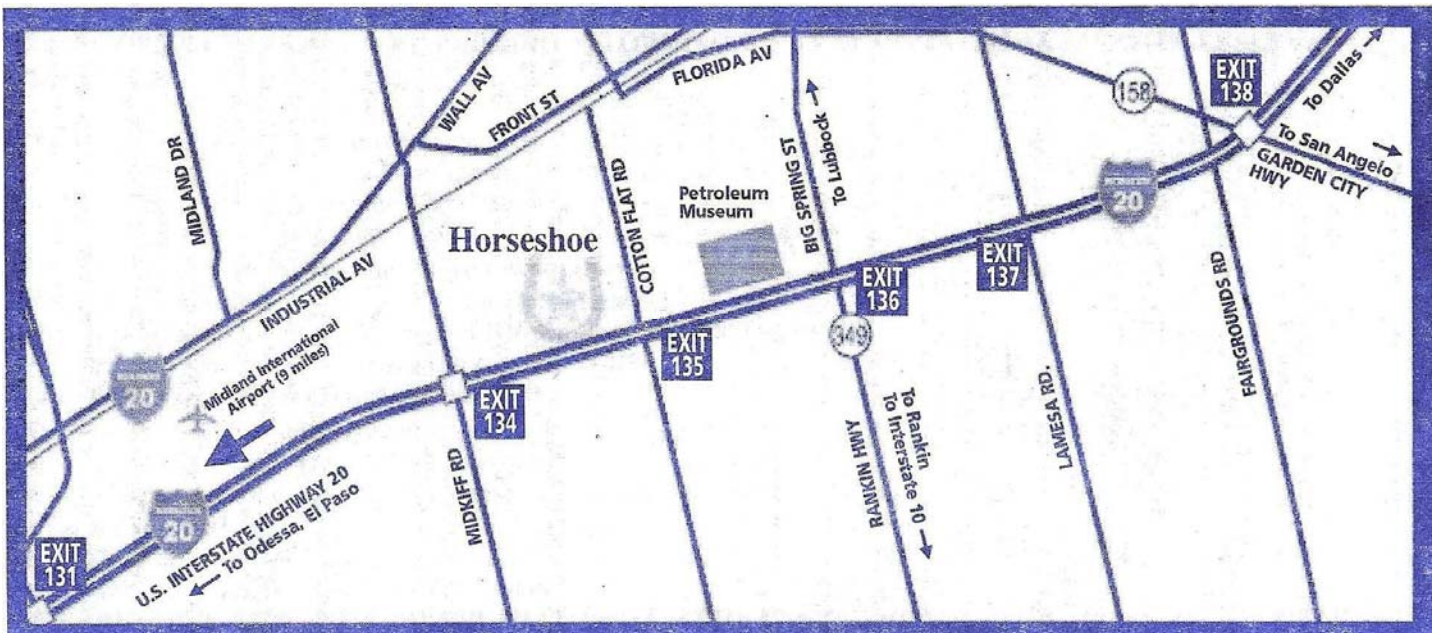 MIDLAND DR
WALL AV
FRONT ST
FLORIDA AV
INDUSTRIAL AV
Horseshoe
COTTON FLAT RD
Petroleum
Museum
BIG SPRING ST
To Lubbock
158
EXIT
138
To Dallas
To San Angelo
GARDEN CITY
HWY
20
EXIT
137
EXIT
136
EXIT
135
349
FAIRGROUNDS RD
20
Midland International
Airport (9 miles)
EXIT
134
MIDKIFF RD
RANKIN HWY
To Rankin
To Interstate 10
LAMESA RD.
20
U.S. INTERSTATE HIGHWAY 20
To Odessa, El Paso
EXIT
131